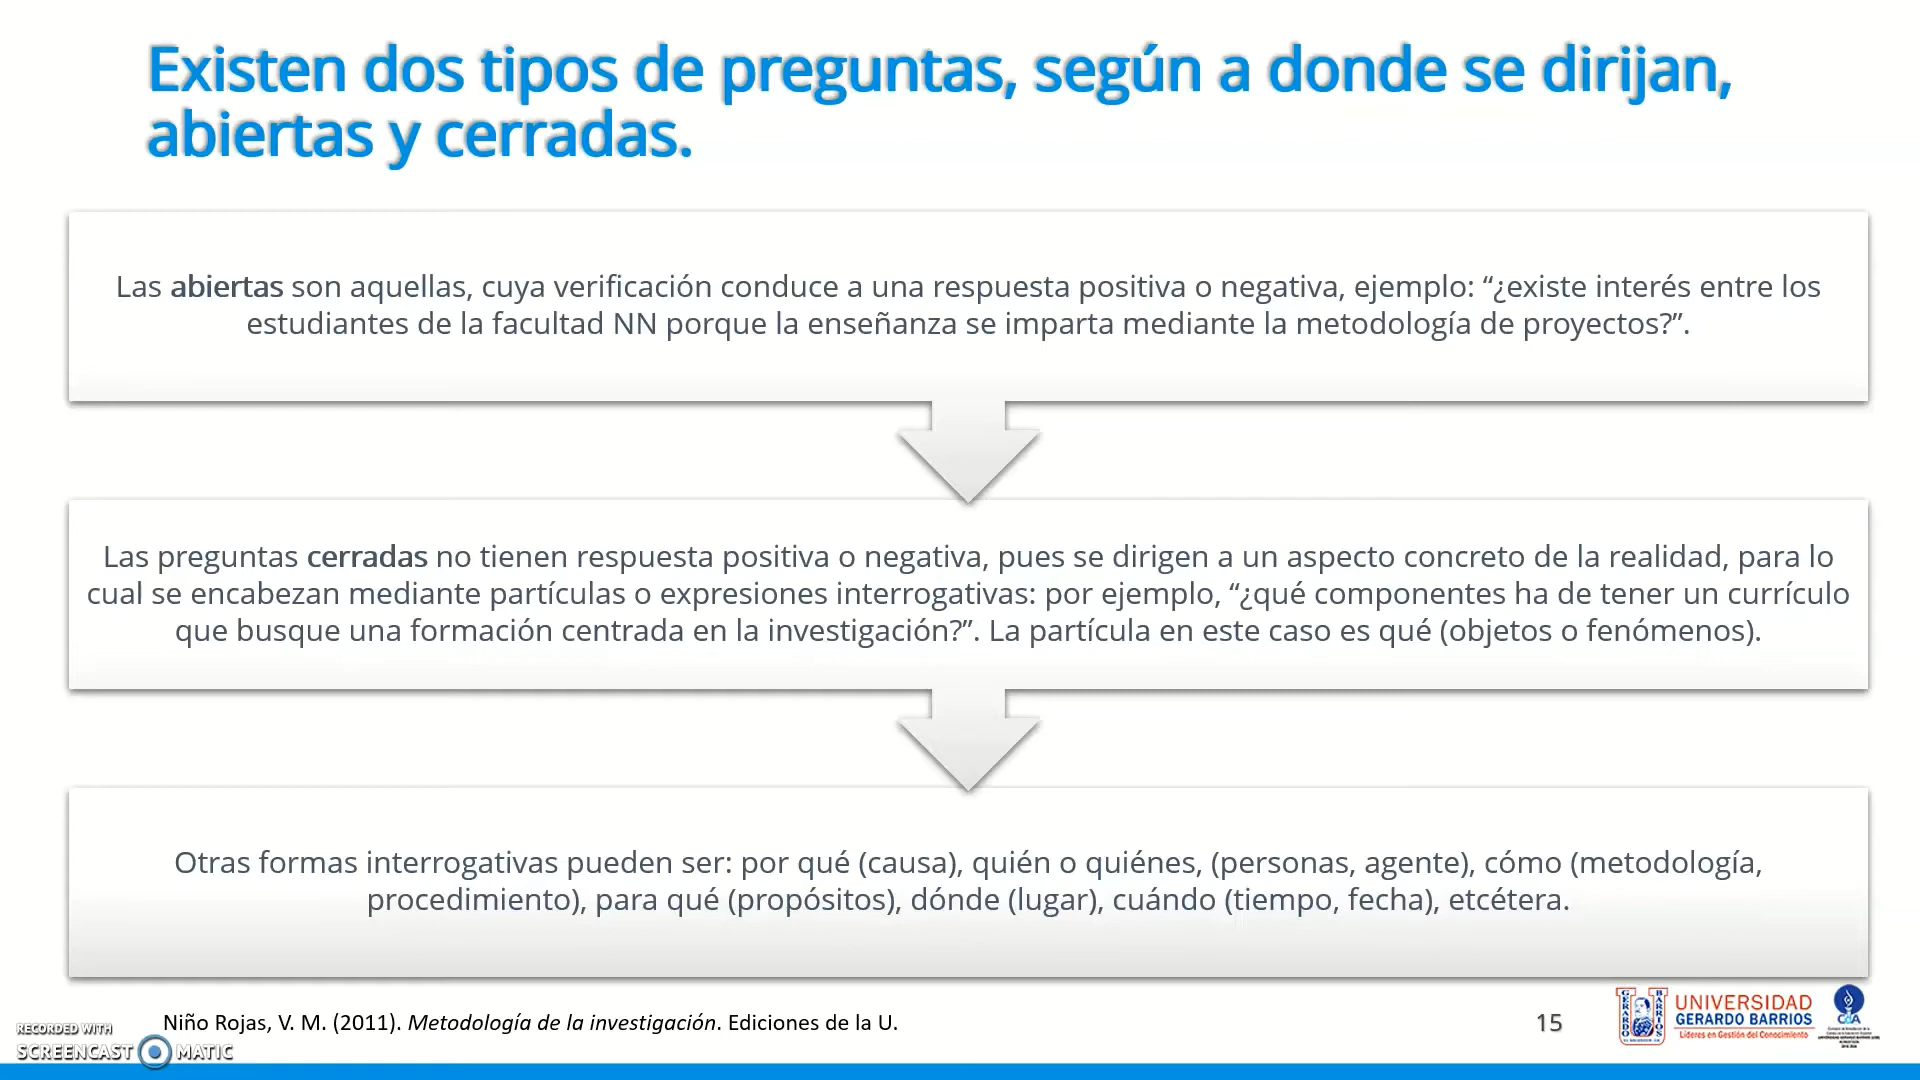 Existen dos tipos de preguntas, según a donde se dirijan,
abiertas y cerradas.
Las abiertas son aquellas, cuya verificación conduce a una respuesta positiva o negativa, ejemplo: “¿existe interés entre los
estudiantes de la facultad NN porque la enseñanza se imparta mediante la metodología de proyectos?”.
Las preguntas cerradas no tienen respuesta positiva o negativa, pues se dirigen a un aspecto concreto de la realidad, para lo
cual se encabezan mediante partículas o expresiones interrogativas: por ejemplo, “¿qué componentes ha de tener un currículo
que busque una formación centrada en la investigación?”. La partícula en este caso es qué (objetos o fenómenos).
Otras formas interrogativas pueden ser: por qué (causa), quién o quiénes, (personas, agente), cómo (metodología,
procedimiento), para qué (propósitos), dónde (lugar), cuándo (tiempo, fecha), etcétera.
Niño Rojas, V. M. (2011). Metodología de la investigación. Ediciones de la U.
15
UNIVERSIDAD
GERARDO BARRIOS
Líderes en Gestión del Conocimiento
GERARDO
BARRIOS
CdA
RECORDED WITH
SCREENCAST MATIC